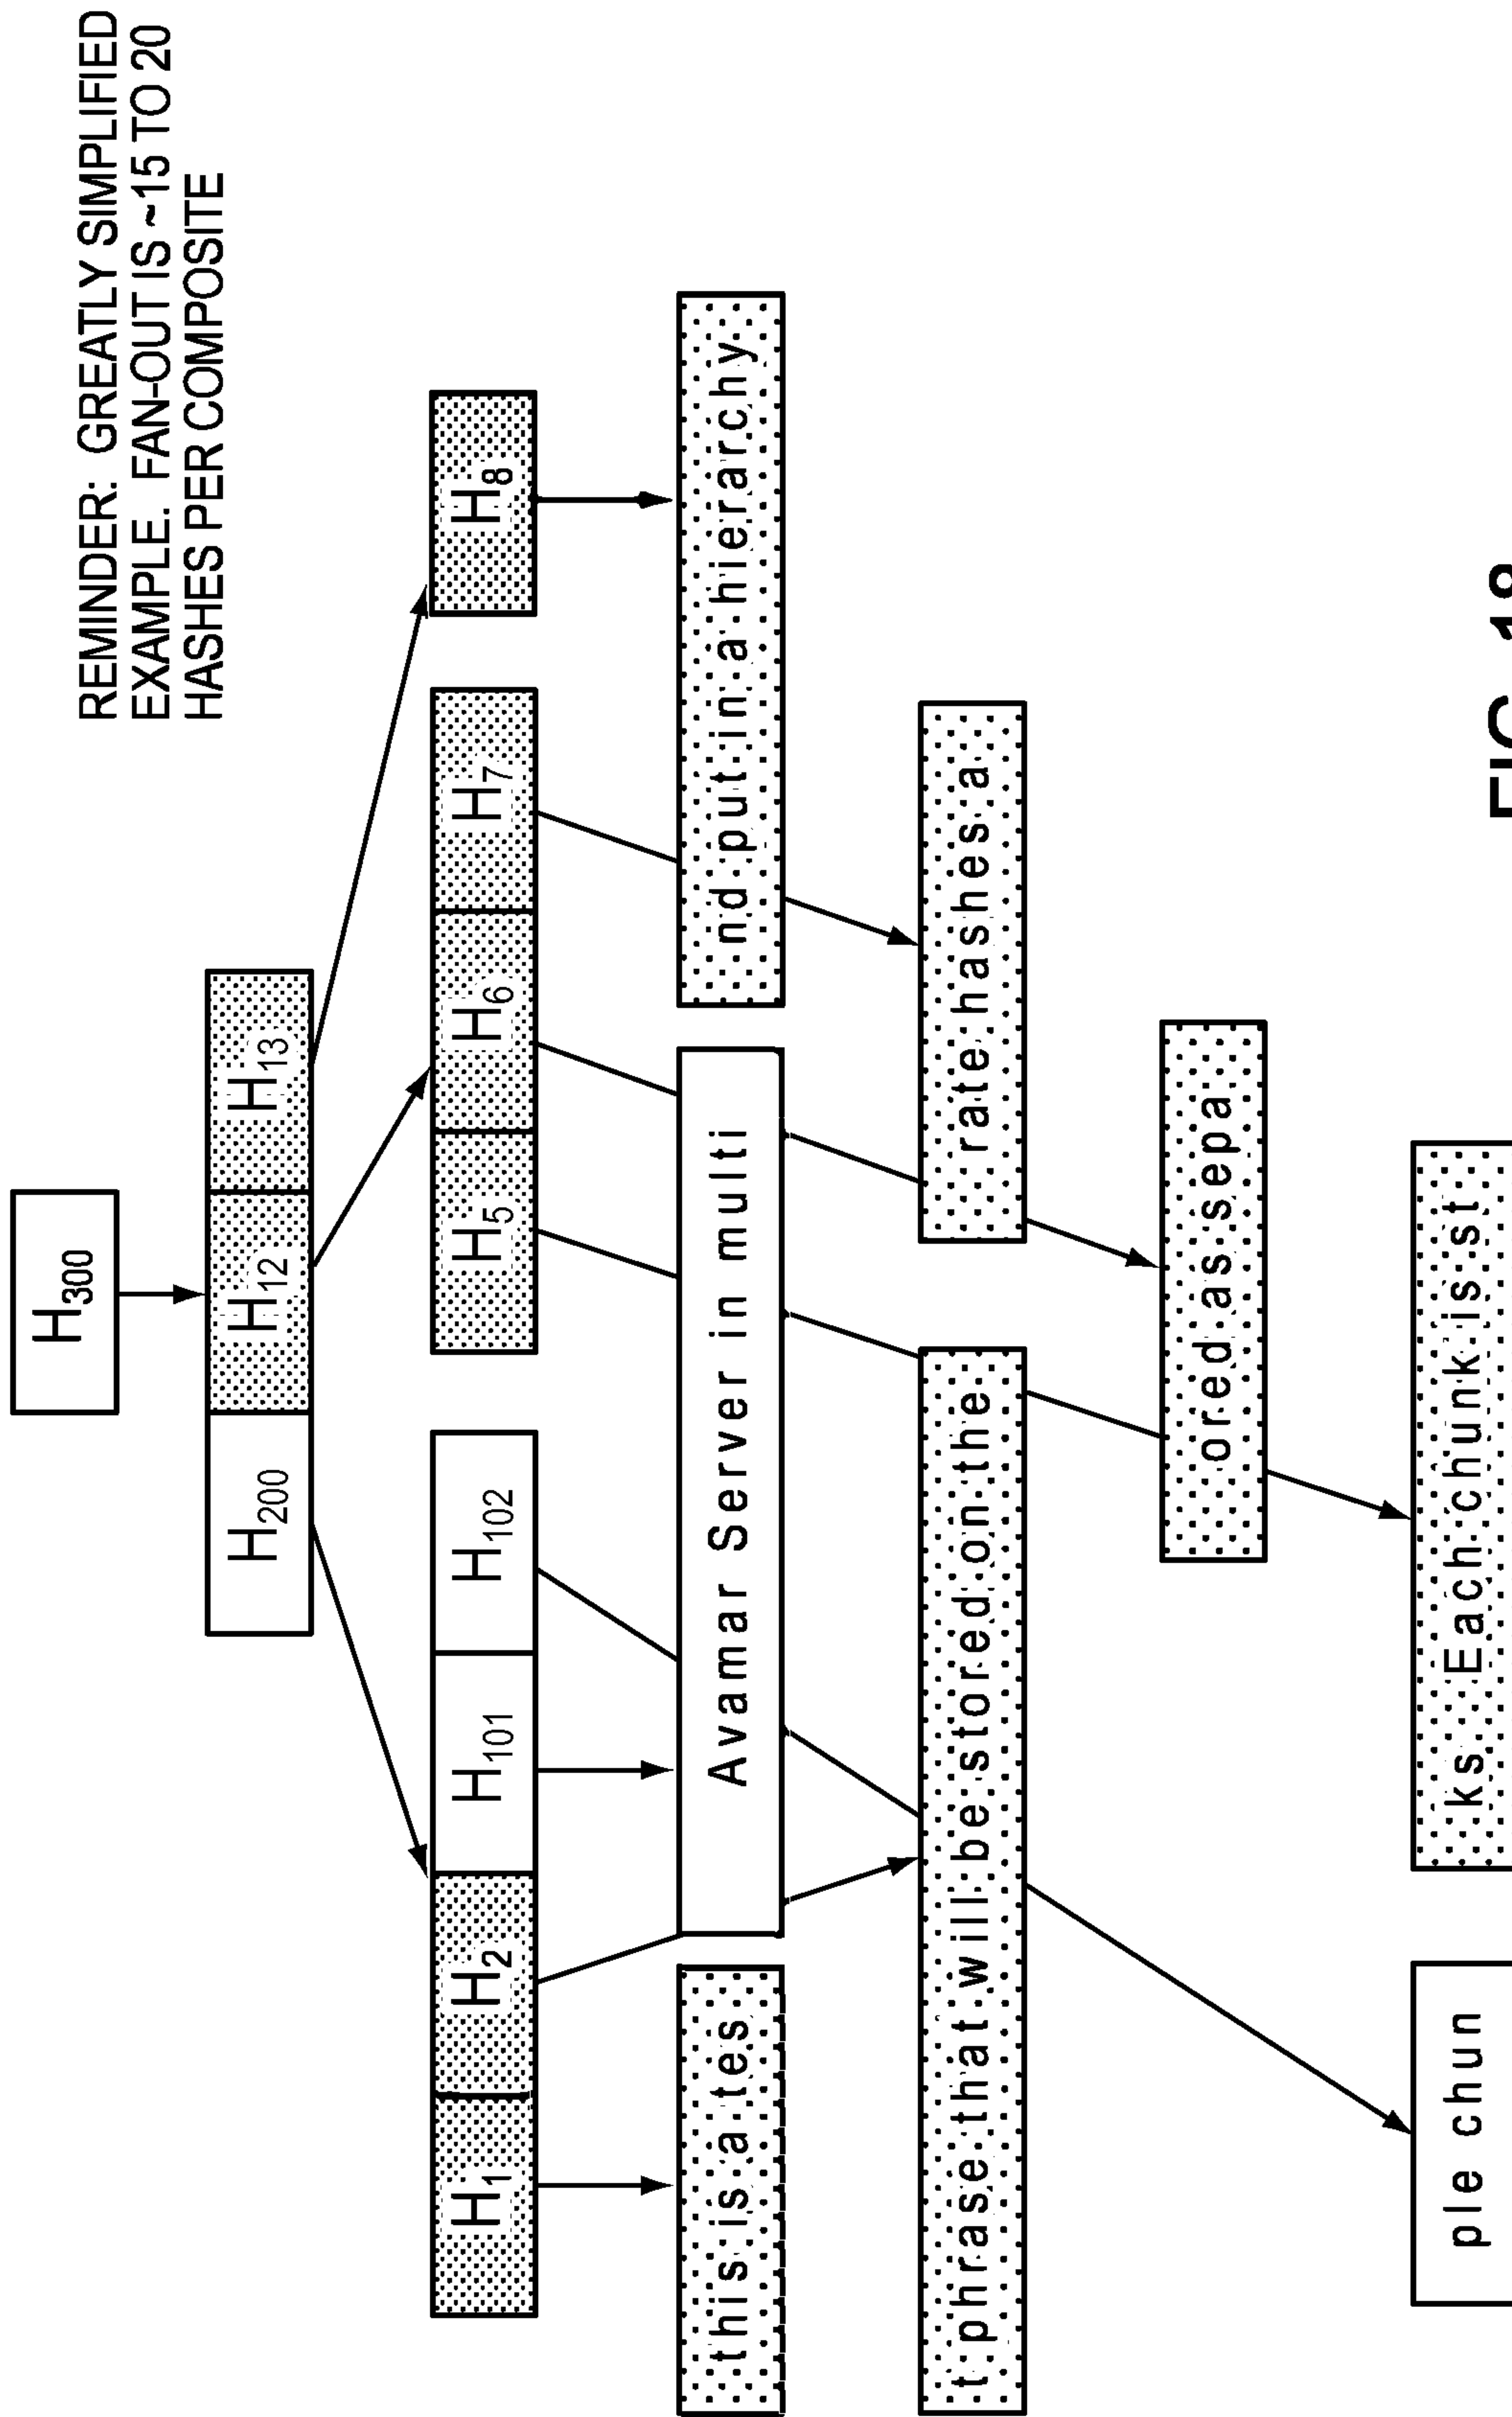 REMINDER: GREATLY SIMPLIFIED
EXAMPLE. FAN-OUT IS ~15 TO 20
HASHES PER COMPOSITE
H300
H200 H12 H13
H1 H2 H101 H102 H5 H6 H7 H8
this is a tes Avamar Server in multi nd put in a hierarchy
t phrase that will be stored on the rate hashes a
ored as sepa
ple chun ks. Each chunk is st